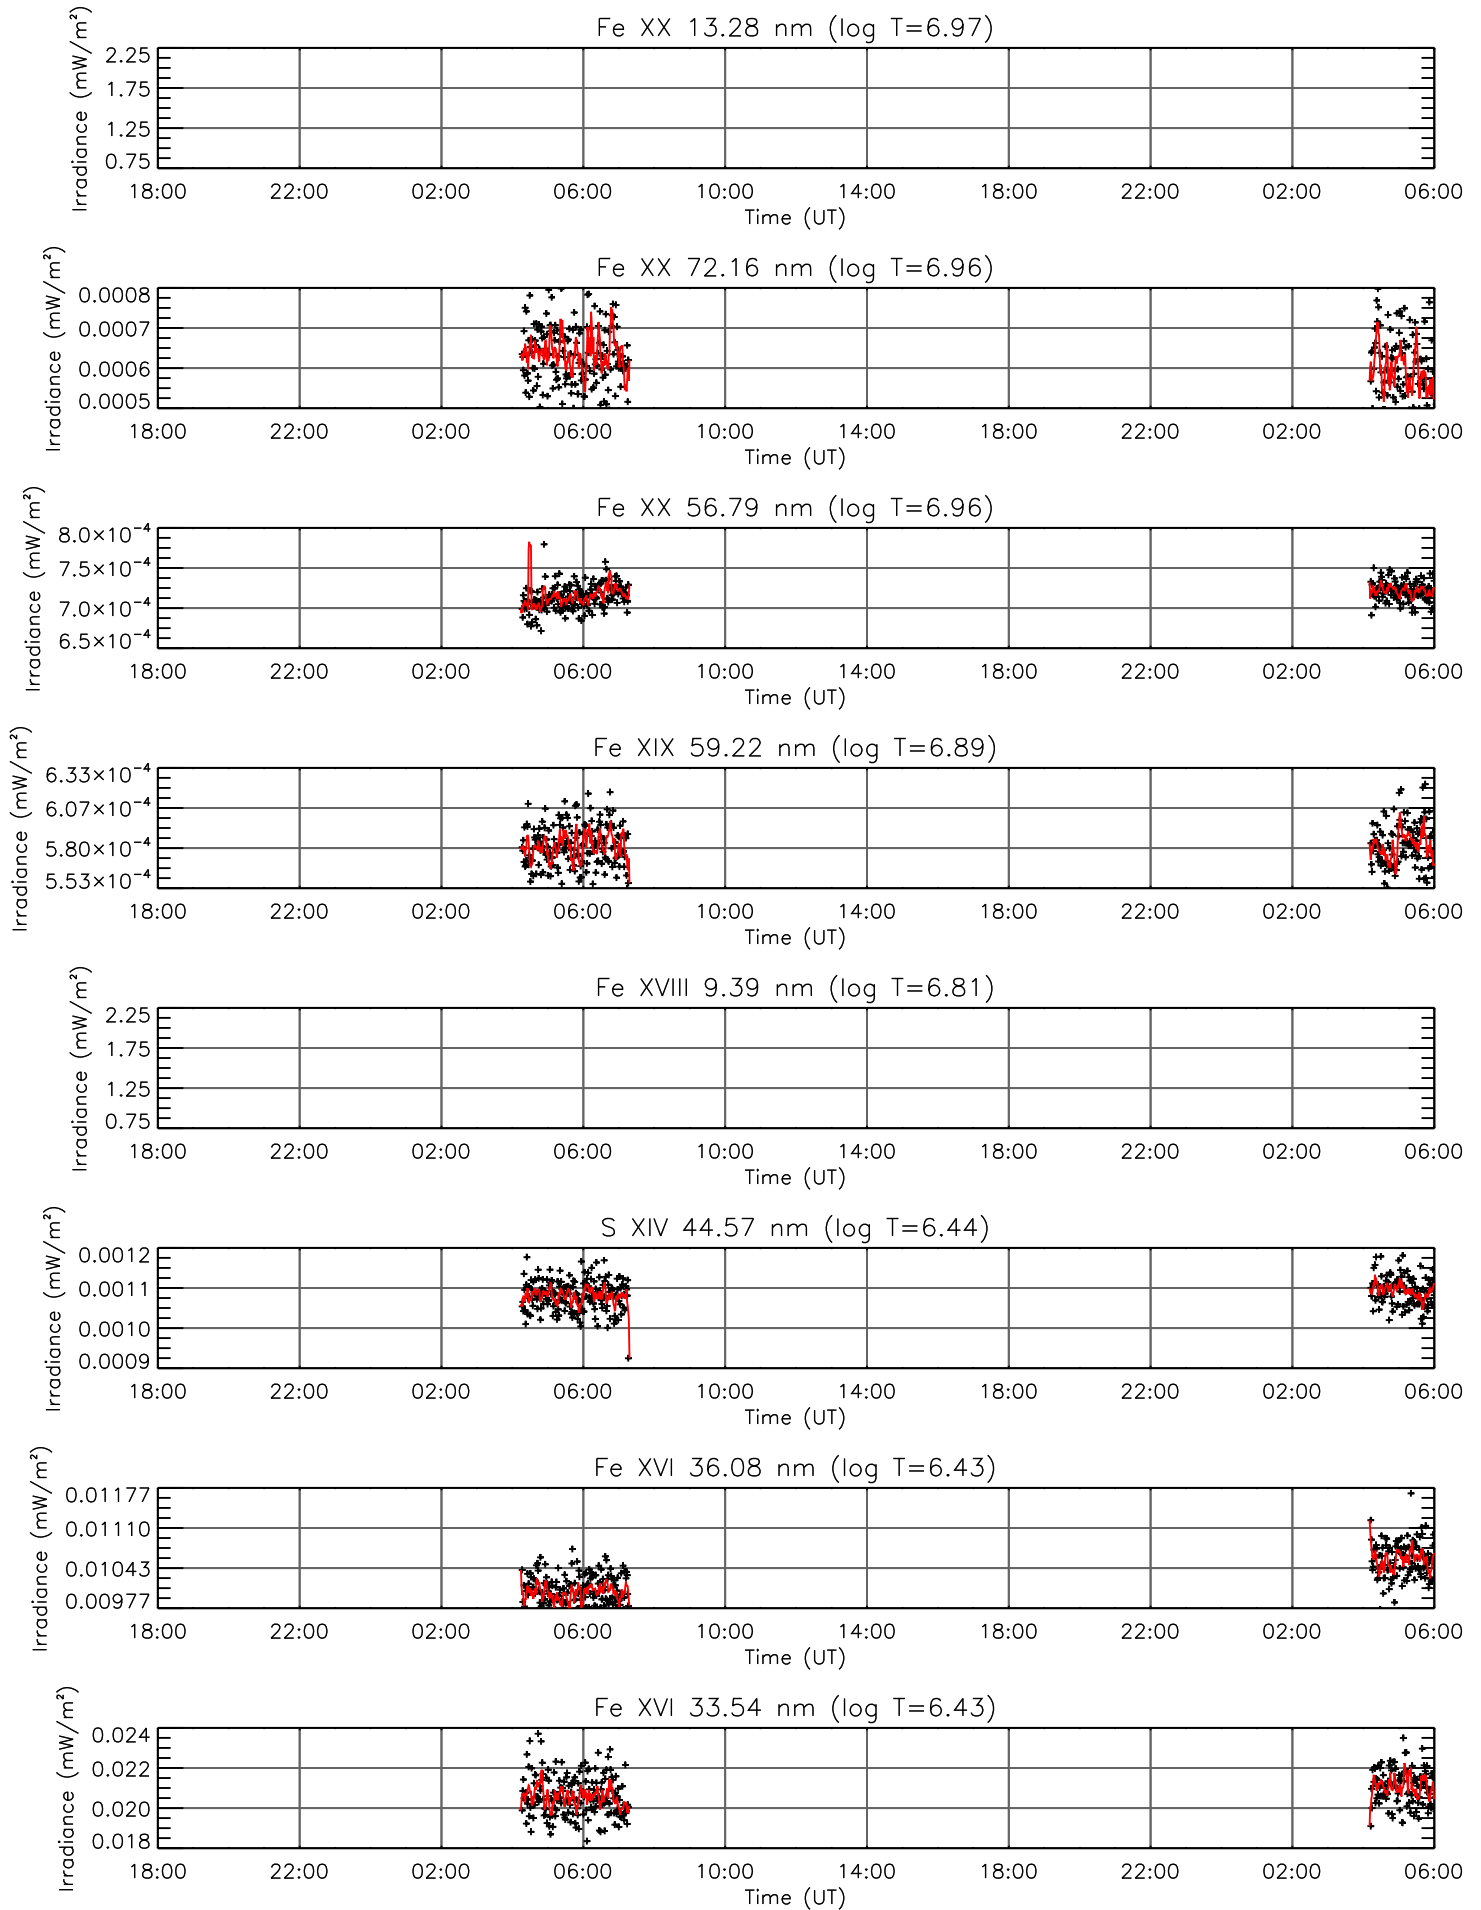 Fe XX 13.28 nm (log T=6.97)
Irradiance (mW/m²)
2.25
1.75
1.25
0.75
18:00 22:00 02:00 06:00 10:00 14:00 18:00 22:00 02:00 06:00
Time (UT)
Fe XX 72.16 nm (log T=6.96)
Irradiance (mW/m²)
0.0008
0.0007
0.0006
0.0005
18:00 22:00 02:00 06:00 10:00 14:00 18:00 22:00 02:00 06:00
Time (UT)
Fe XX 56.79 nm (log T=6.96)
Irradiance (mW/m²)
8.0×10⁻⁴
7.5×10⁻⁴
7.0×10⁻⁴
6.5×10⁻⁴
18:00 22:00 02:00 06:00 10:00 14:00 18:00 22:00 02:00 06:00
Time (UT)
Fe XIX 59.22 nm (log T=6.89)
Irradiance (mW/m²)
6.33×10⁻⁴
6.07×10⁻⁴
5.80×10⁻⁴
5.53×10⁻⁴
18:00 22:00 02:00 06:00 10:00 14:00 18:00 22:00 02:00 06:00
Time (UT)
Fe XVIII 9.39 nm (log T=6.81)
Irradiance (mW/m²)
2.25
1.75
1.25
0.75
18:00 22:00 02:00 06:00 10:00 14:00 18:00 22:00 02:00 06:00
Time (UT)
S XIV 44.57 nm (log T=6.44)
Irradiance (mW/m²)
0.0012
0.0011
0.0010
0.0009
18:00 22:00 02:00 06:00 10:00 14:00 18:00 22:00 02:00 06:00
Time (UT)
Fe XVI 36.08 nm (log T=6.43)
Irradiance (mW/m²)
0.01177
0.01110
0.01043
0.00977
18:00 22:00 02:00 06:00 10:00 14:00 18:00 22:00 02:00 06:00
Time (UT)
Fe XVI 33.54 nm (log T=6.43)
Irradiance (mW/m²)
0.024
0.022
0.020
0.018
18:00 22:00 02:00 06:00 10:00 14:00 18:00 22:00 02:00 06:00
Time (UT)